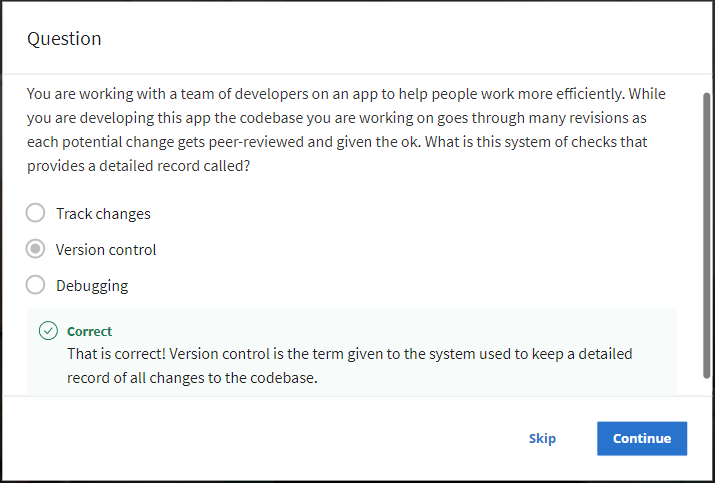 Question
You are working with a team of developers on an app to help people work more efficiently. While
you are developing this app the codebase you are working on goes through many revisions as
each potential change gets peer-reviewed and given the ok. What is this system of checks that
provides a detailed record called?
Track changes
Version control
Debugging
Correct
That is correct! Version control is the term given to the system used to keep a detailed
record of all changes to the codebase.
Skip
Continue